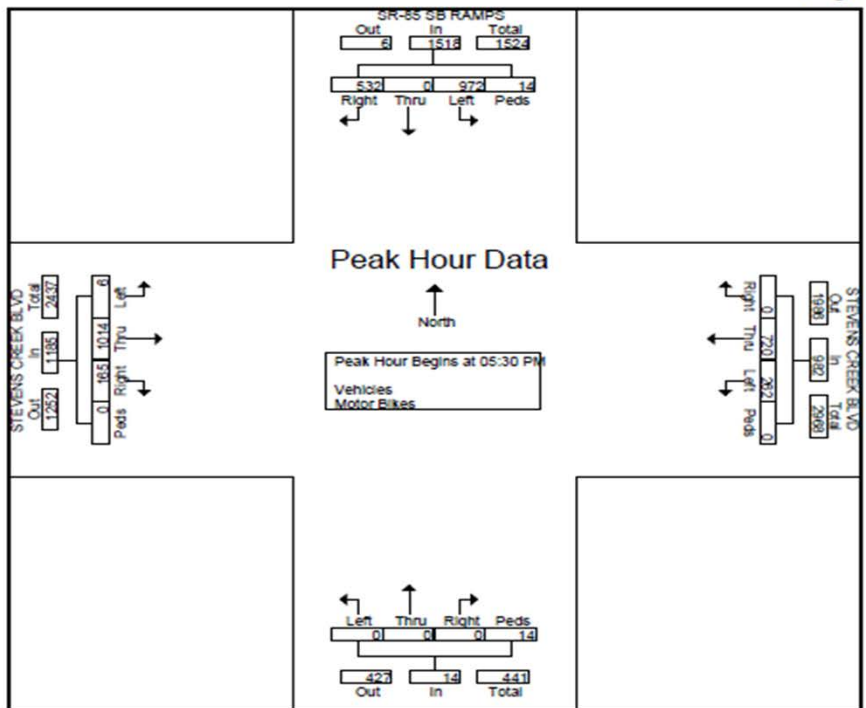 SR-85 SB RAMPS
Out In Total
6 1518 1524
532 0 972 14
Right Thru Left Peds
Peak Hour Data
North
Peak Hour Begins at 05:30 PM
Vehicles
Motor Bikes
STEVENS CREEK BLVD
Out In Total
1252 1185 2437
0 165 1014 6
Peds Right Thru Left
STEVENS CREEK BLVD
Out In Total
1986 982 2968
0 720 262 0
Right Thru Left Peds
Left Thru Right Peds
0 0 0 14
427 14 441
Out In Total